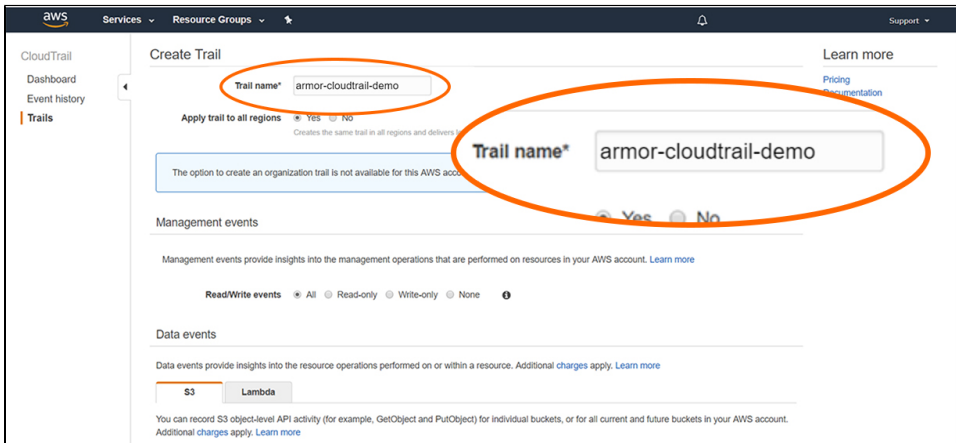 aws Services Resource Groups Support
CloudTrail
Dashboard
Event history
Trails
Create Trail
Trail name* armor-cloudtrail-demo
Apply trail to all regions Yes No
Creates the same trail in all regions and delivers
The option to create an organization trail is not available for this AWS
Management events
Management events provide insights into the management operations that are performed on resources in your AWS account. Learn more
Read/Write events All Read-only Write-only None
Data events
Data events provide insights into the resource operations performed on or within a resource. Additional charges apply. Learn more
S3 Lambda
You can record S3 object-level API activity (for example, GetObject and PutObject) for individual buckets, or for all current and future buckets in your AWS account.
Additional charges apply. Learn more
Learn more
Pricing
Documentation
Trail name* armor-cloudtrail-demo
Yes No